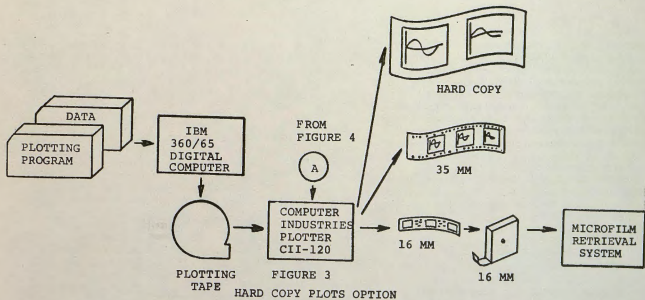 HARD COPY
DATA
PLOTTING
PROGRAM
IBM
360/65
DIGITAL
COMPUTER
FROM
FIGURE 4
A
35 MM
COMPUTER
INDUSTRIES
PLOTTER
CII-120
16 MM
16 MM
MICROFILM
RETRIEVAL
SYSTEM
PLOTTING
TAPE
FIGURE 3
HARD COPY PLOTS OPTION